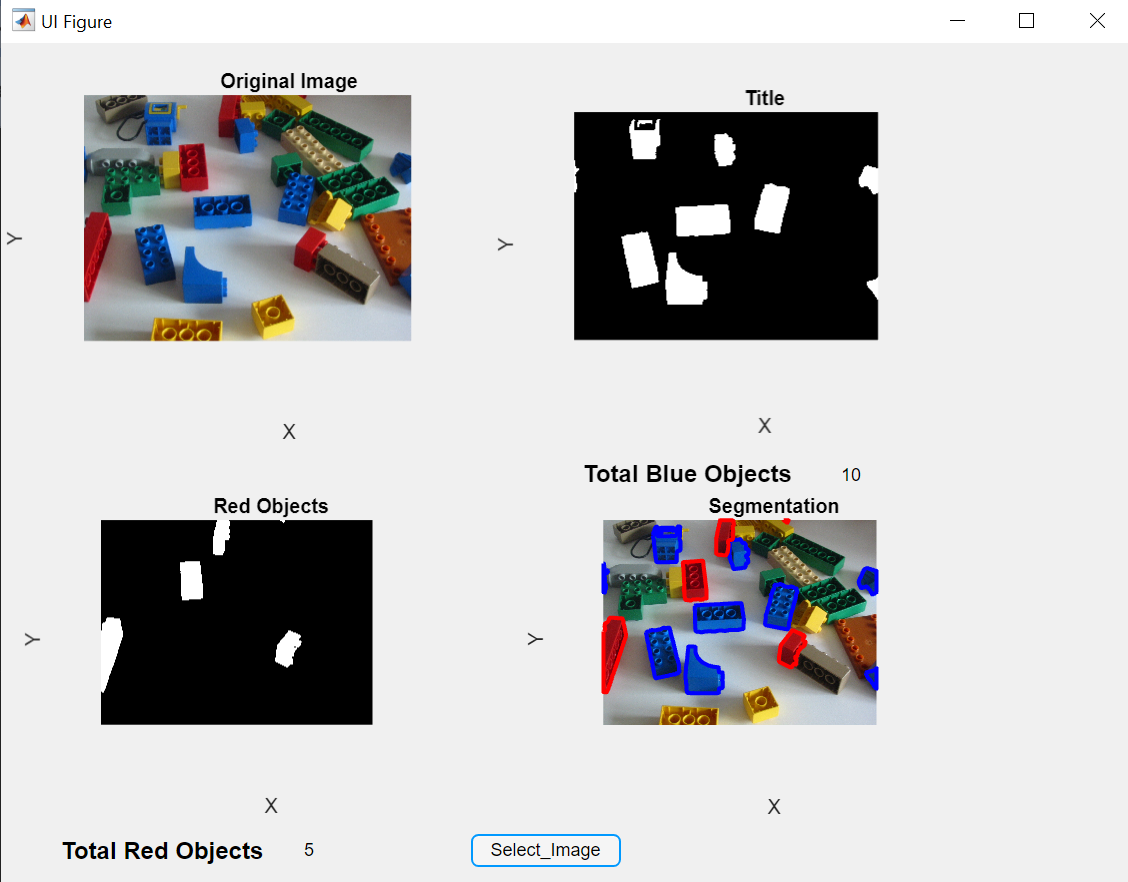 UI Figure
Original Image
Title
Y
Y
X
X
Total Blue Objects 10
Red Objects
Segmentation
Y
Y
X
X
Total Red Objects 5
Select_Image